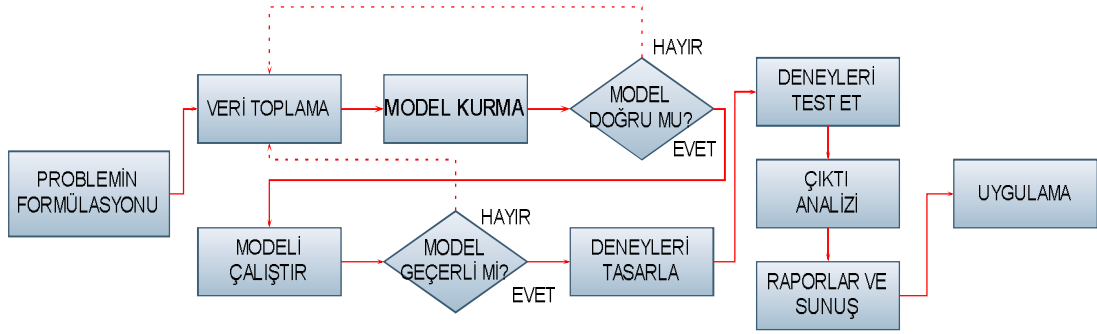 PROBLEMİN
FORMÜLASYONU
VERİ TOPLAMA
MODEL KURMA
MODEL
DOĞRU MU?
HAYIR
EVET
MODELİ
ÇALIŞTIR
MODEL
GEÇERLİ Mİ?
HAYIR
EVET
DENEYLERİ
TASARLA
DENEYLERİ
TEST ET
ÇIKTI
ANALİZİ
RAPORLAR VE
SUNUŞ
UYGULAMA